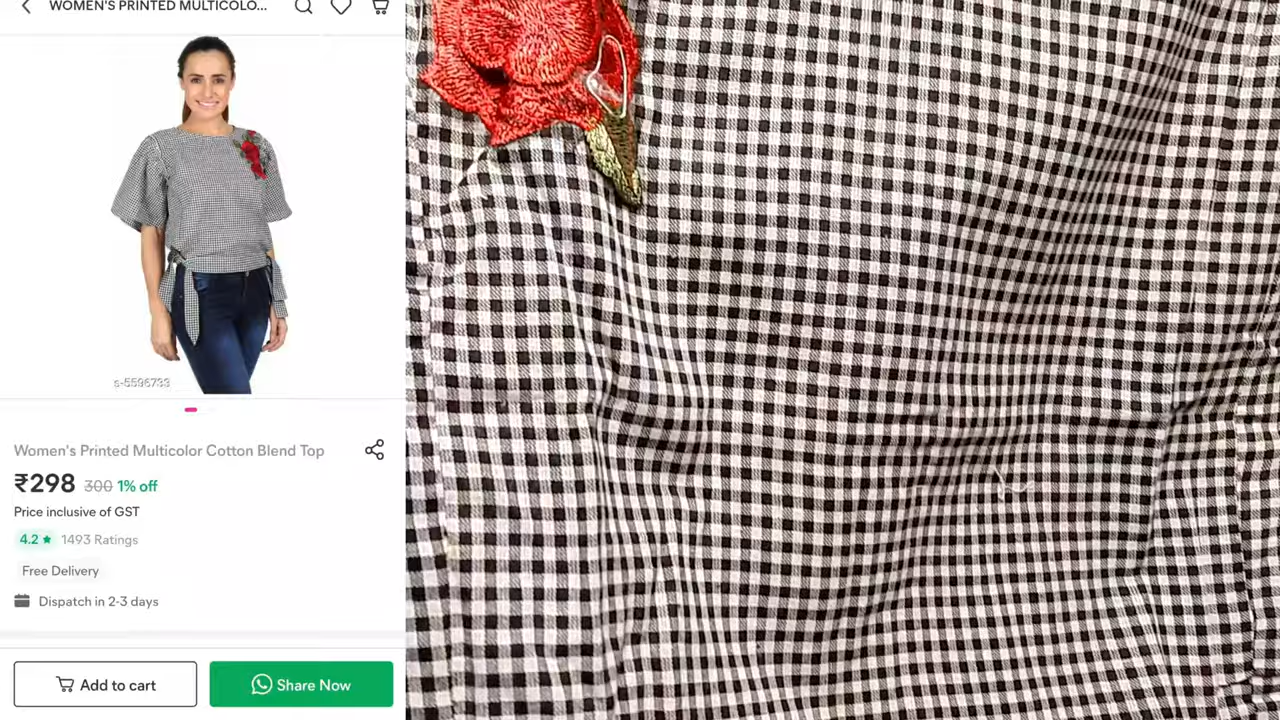 WOMEN'S PRINTED MULTICOLO...
s-5596733
Women's Printed Multicolor Cotton Blend Top
₹298 300 1% off
Price inclusive of GST
4.2 ★ 1493 Ratings
Free Delivery
Dispatch in 2-3 days
Add to cart
Share Now